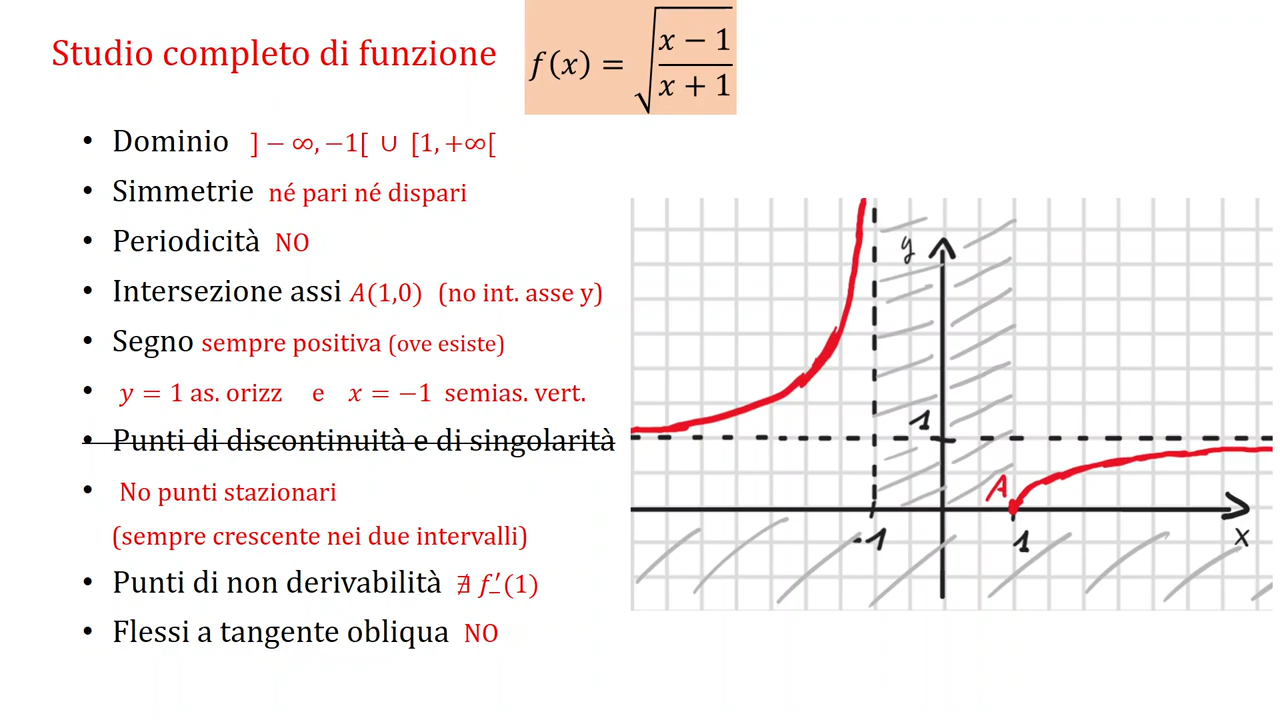 Studio completo di funzione
f(x) = √((x − 1)/(x + 1))
• Dominio ] − ∞, −1[ ∪ [1, +∞[
• Simmetrie né pari né dispari
• Periodicità NO
• Intersezione assi A(1,0) (no int. asse y)
• Segno sempre positiva (ove esiste)
• y = 1 as. orizz e x = −1 semias. vert.
• Punti di discontinuità e di singolarità
• No punti stazionari
(sempre crescente nei due intervalli)
• Punti di non derivabilità ∄ f₋′(1)
• Flessi a tangente obliqua NO
y
1
A
-1
1
x